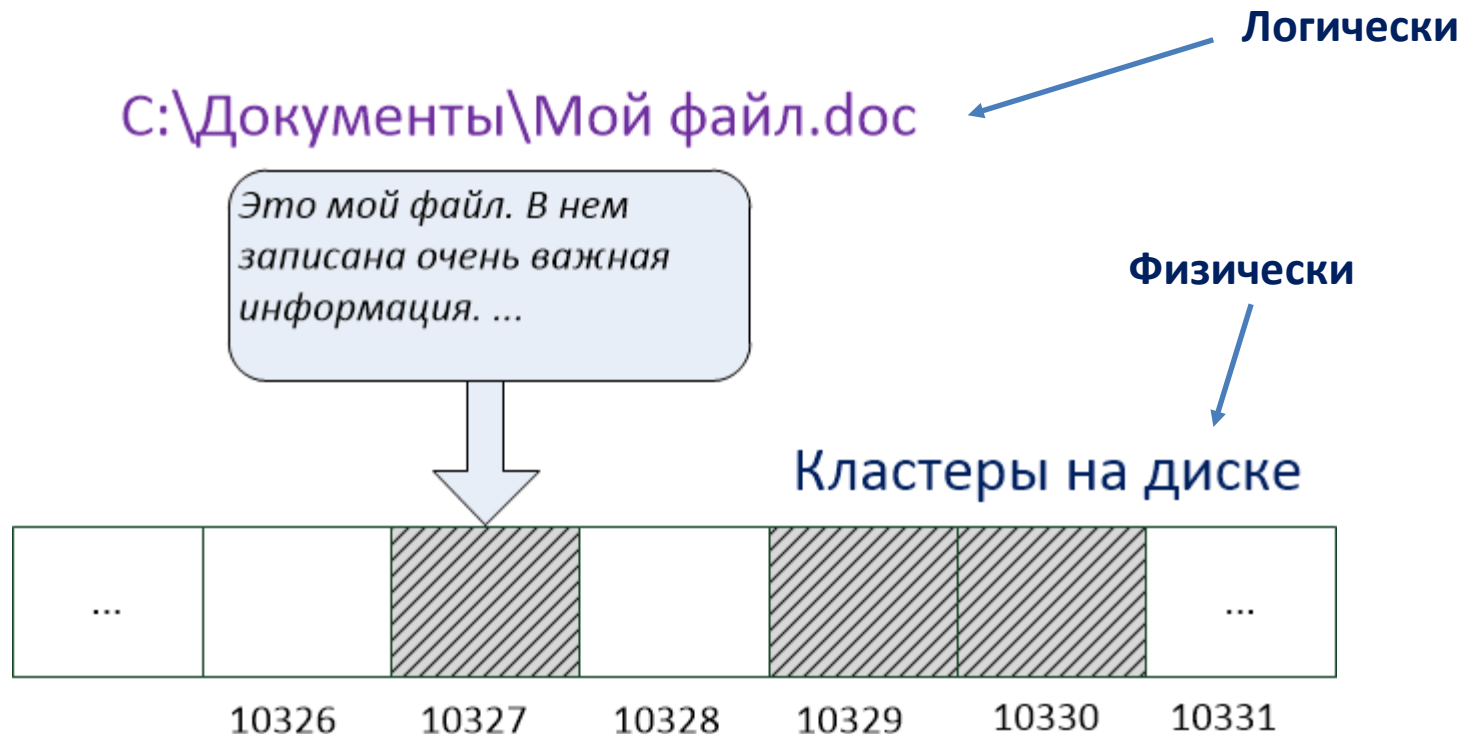 Логически
С:\Документы\Мой файл.doc
Это мой файл. В нем
записана очень важная
информация. ...
Физически
Кластеры на диске
... ...
10326 10327 10328 10329 10330 10331